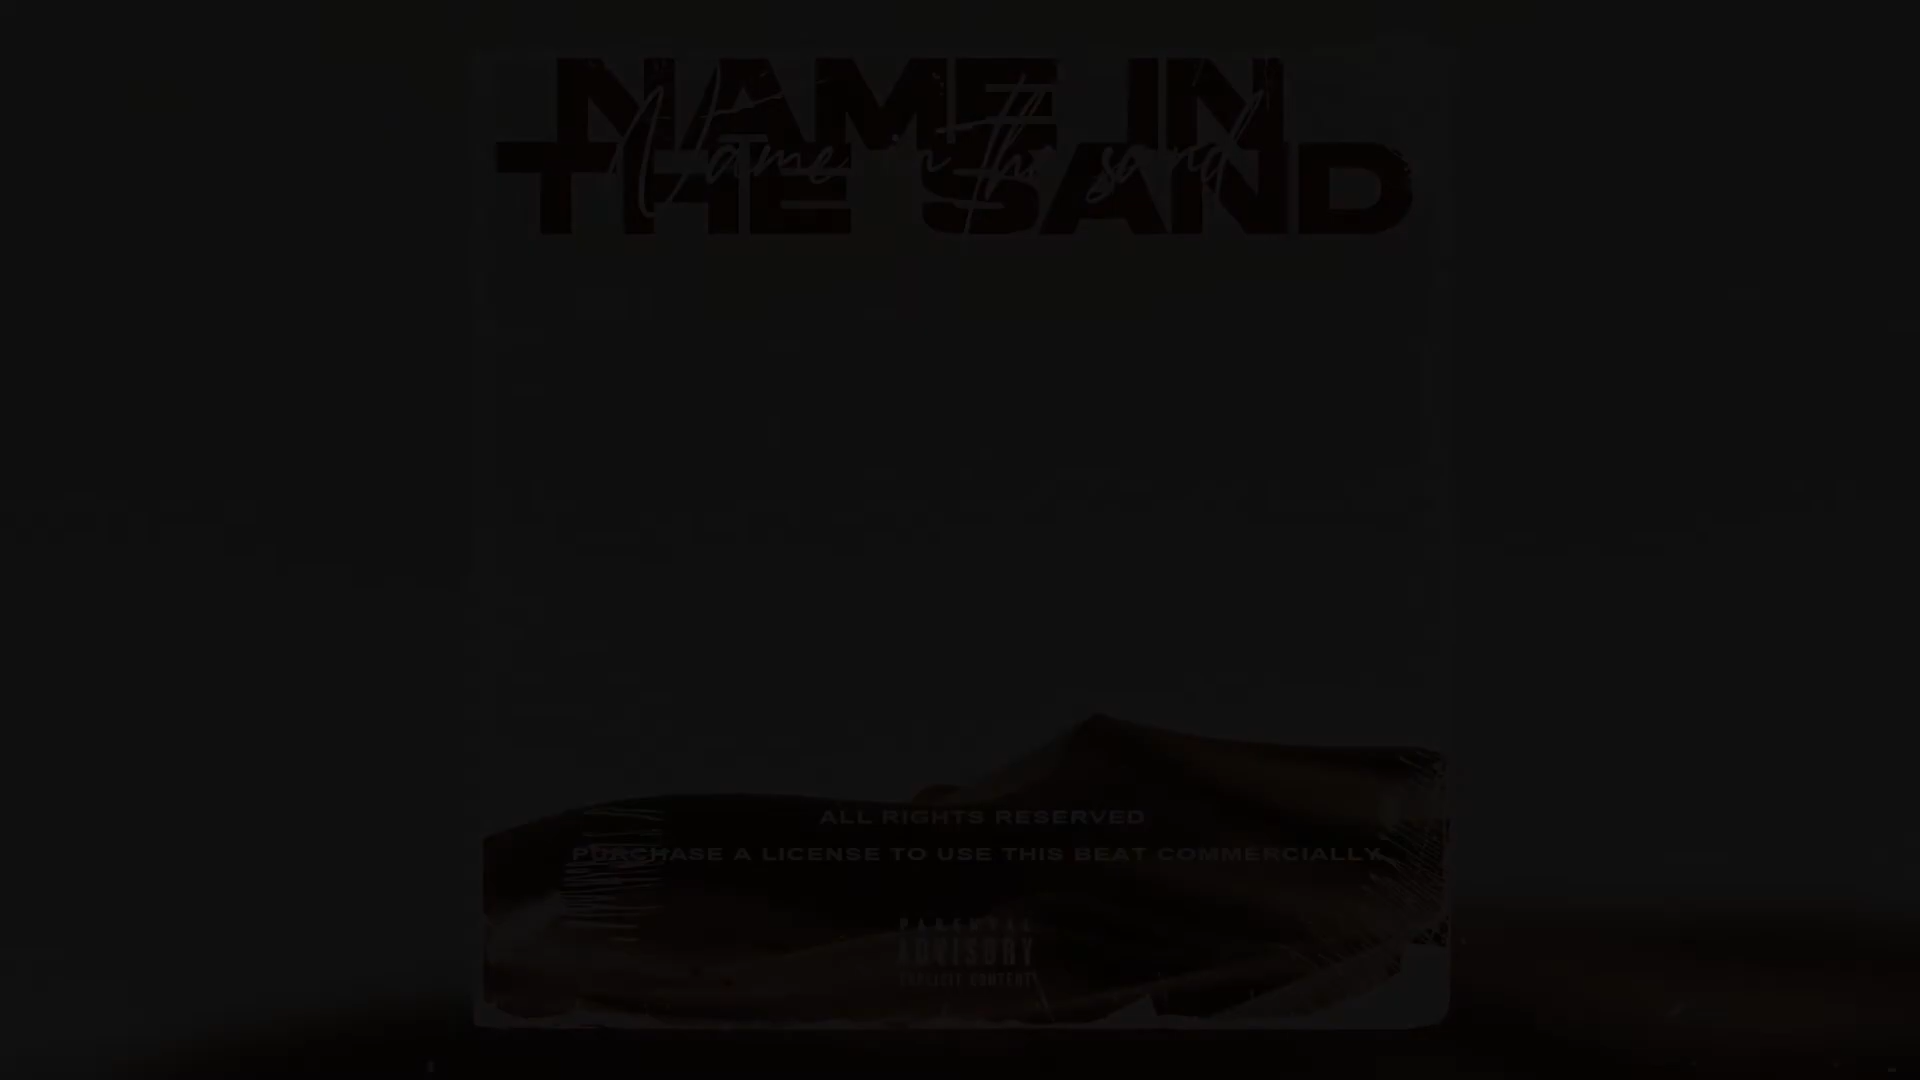 NAME IN
THE SAND
Name in the sand
ALL RIGHTS RESERVED
PURCHASE A LICENSE TO USE THIS BEAT COMMERCIALLY
PARENTAL
ADVISORY
EXPLICIT CONTENT